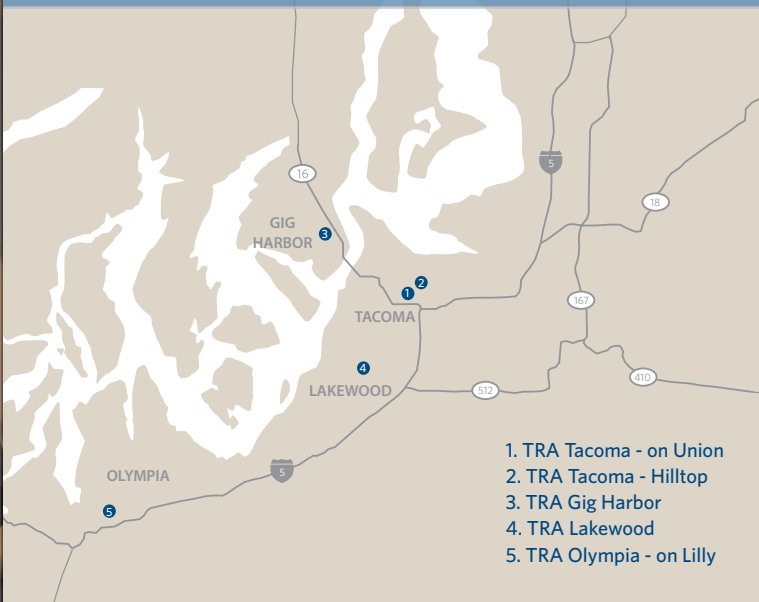 16
5
18
GIG
HARBOR
3
2
1
TACOMA
167
4
LAKEWOOD
512
410
OLYMPIA
5
5
1. TRA Tacoma - on Union
2. TRA Tacoma - Hilltop
3. TRA Gig Harbor
4. TRA Lakewood
5. TRA Olympia - on Lilly